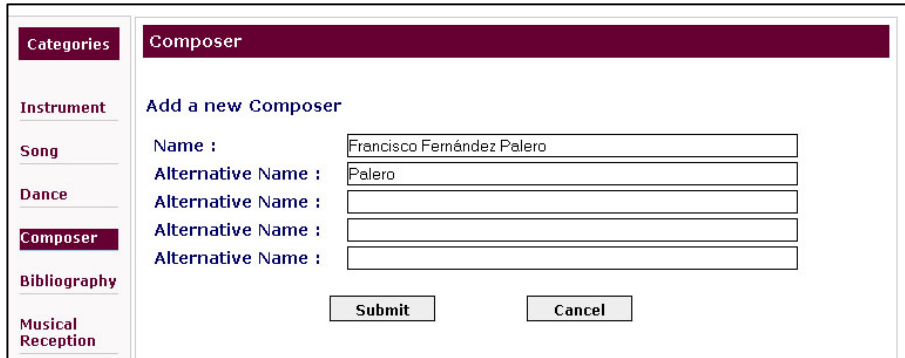 Categories
Instrument
Song
Dance
Composer
Bibliography
Musical
Reception
Composer
Add a new Composer
Name : Francisco Fernández Palero
Alternative Name : Palero
Alternative Name :
Alternative Name :
Alternative Name :
Submit Cancel